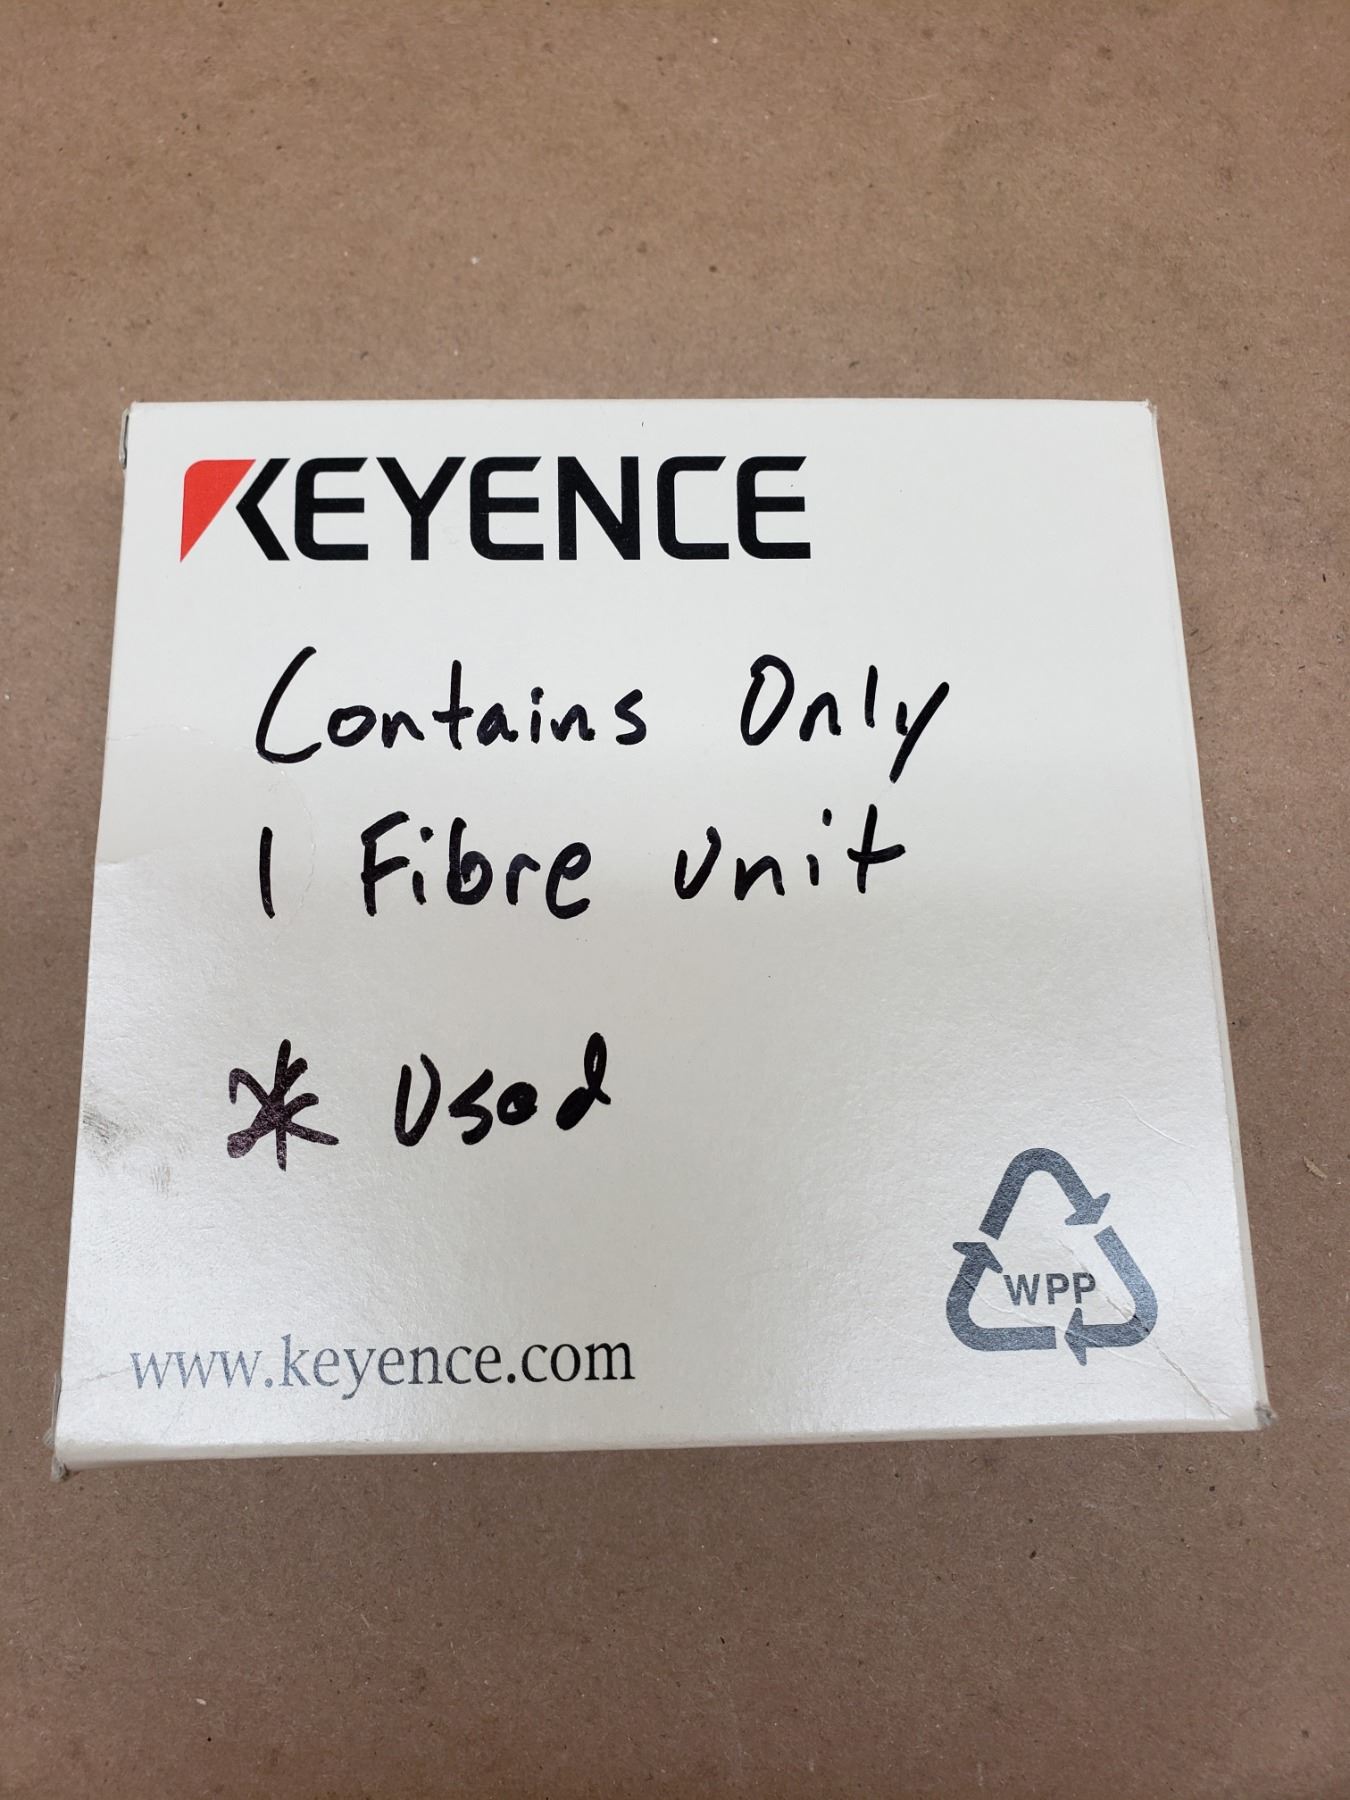 KEYENCE
Contains Only
1 Fibre unit
* Used
WPP
www.keyence.com